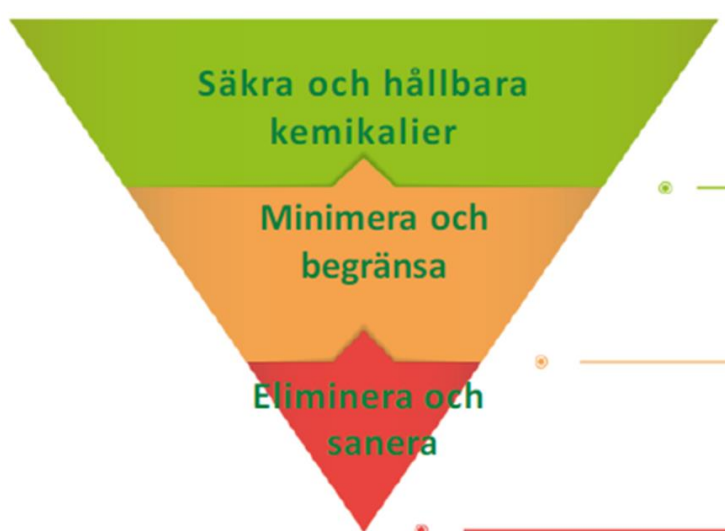 Säkra och hållbara
kemikalier
Minimera och
begränsa
Eliminera och
sanera